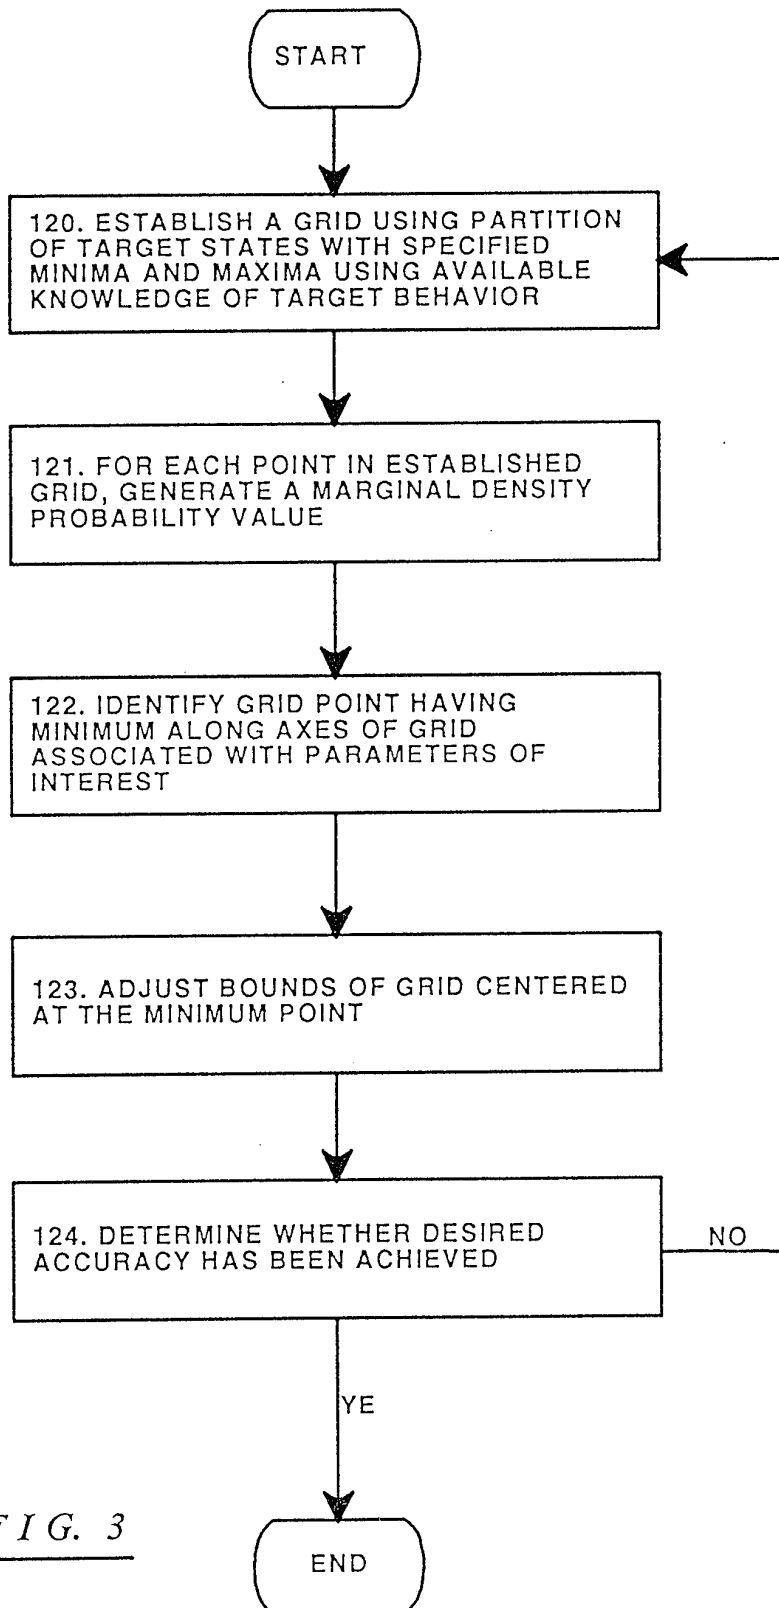 START
120. ESTABLISH A GRID USING PARTITION
OF TARGET STATES WITH SPECIFIED
MINIMA AND MAXIMA USING AVAILABLE
KNOWLEDGE OF TARGET BEHAVIOR
121. FOR EACH POINT IN ESTABLISHED
GRID, GENERATE A MARGINAL DENSITY
PROBABILITY VALUE
122. IDENTIFY GRID POINT HAVING
MINIMUM ALONG AXES OF GRID
ASSOCIATED WITH PARAMETERS OF
INTEREST
123. ADJUST BOUNDS OF GRID CENTERED
AT THE MINIMUM POINT
124. DETERMINE WHETHER DESIRED
ACCURACY HAS BEEN ACHIEVED
NO
YE
FIG. 3
END